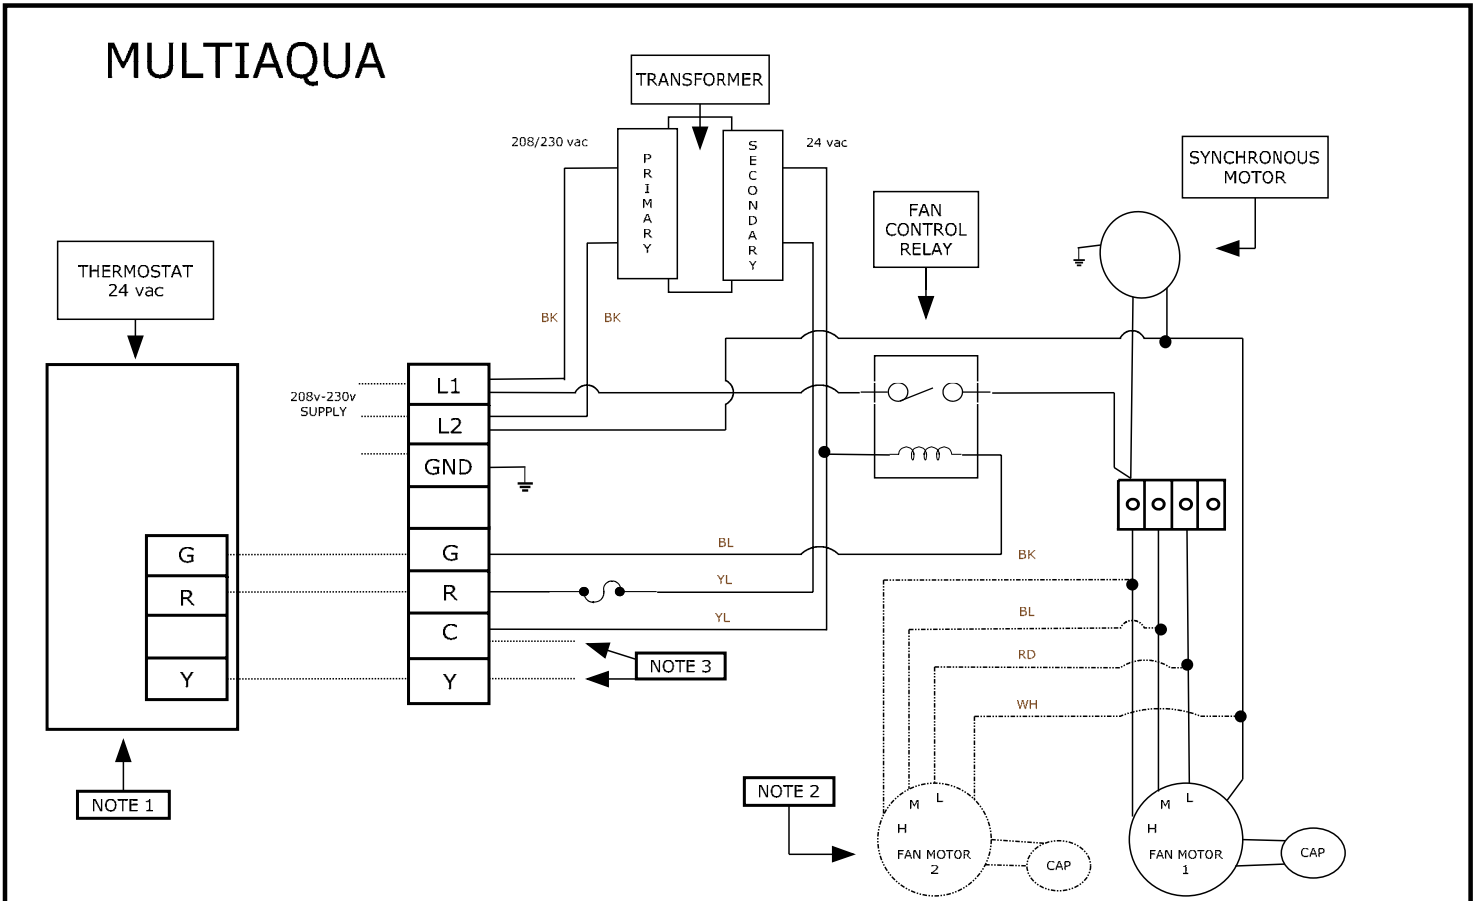 MULTIAQUA
TRANSFORMER
208/230 vac
PRIMARY
SECONDARY
24 vac
SYNCHRONOUS
MOTOR
FAN
CONTROL
RELAY
THERMOSTAT
24 vac
BK
BK
208v-230v
SUPPLY
L1
L2
GND
G
R
C
Y
G
R
Y
BL
YL
YL
NOTE 3
BK
BL
RD
WH
NOTE 1
NOTE 2
M
L
H
FAN MOTOR
2
CAP
M
L
H
FAN MOTOR
1
CAP